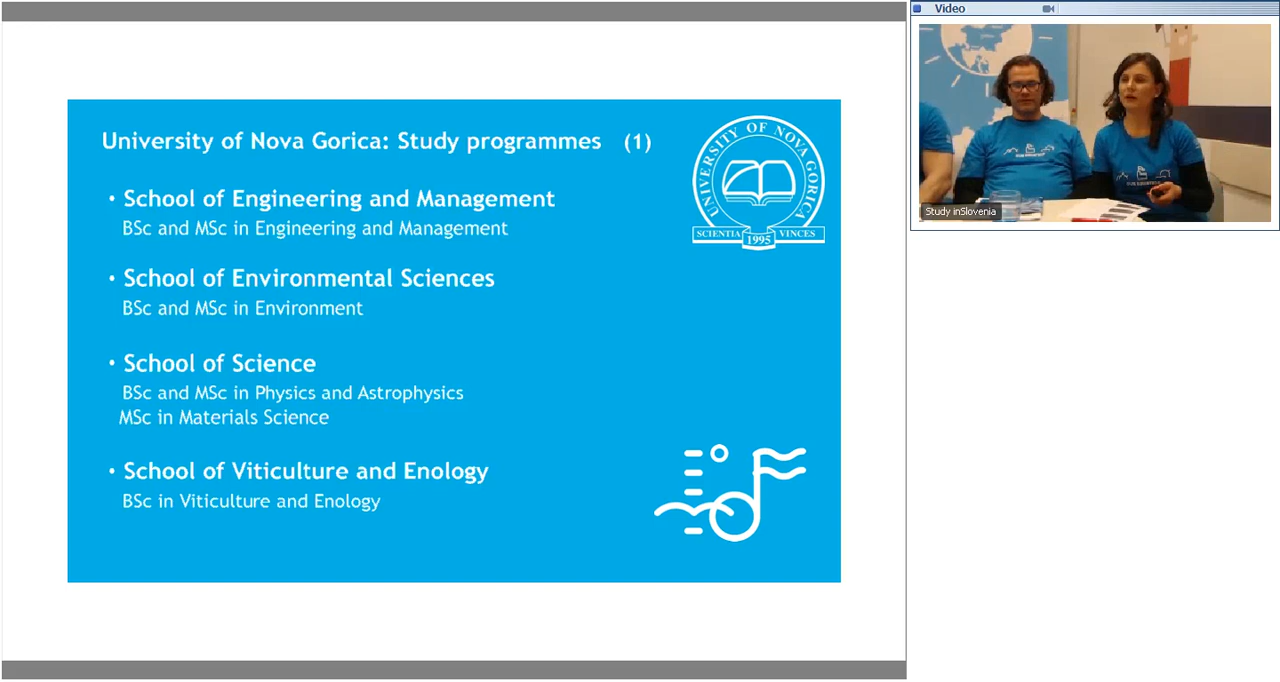 University of Nova Gorica: Study programmes (1)
• School of Engineering and Management
BSc and MSc in Engineering and Management
• School of Environmental Sciences
BSc and MSc in Environment
• School of Science
BSc and MSc in Physics and Astrophysics
MSc in Materials Science
• School of Viticulture and Enology
BSc in Viticulture and Enology
UNIVERSITY OF NOVA GORICA
SCIENTIA VINCES
1995
Video
Study inSlovenia